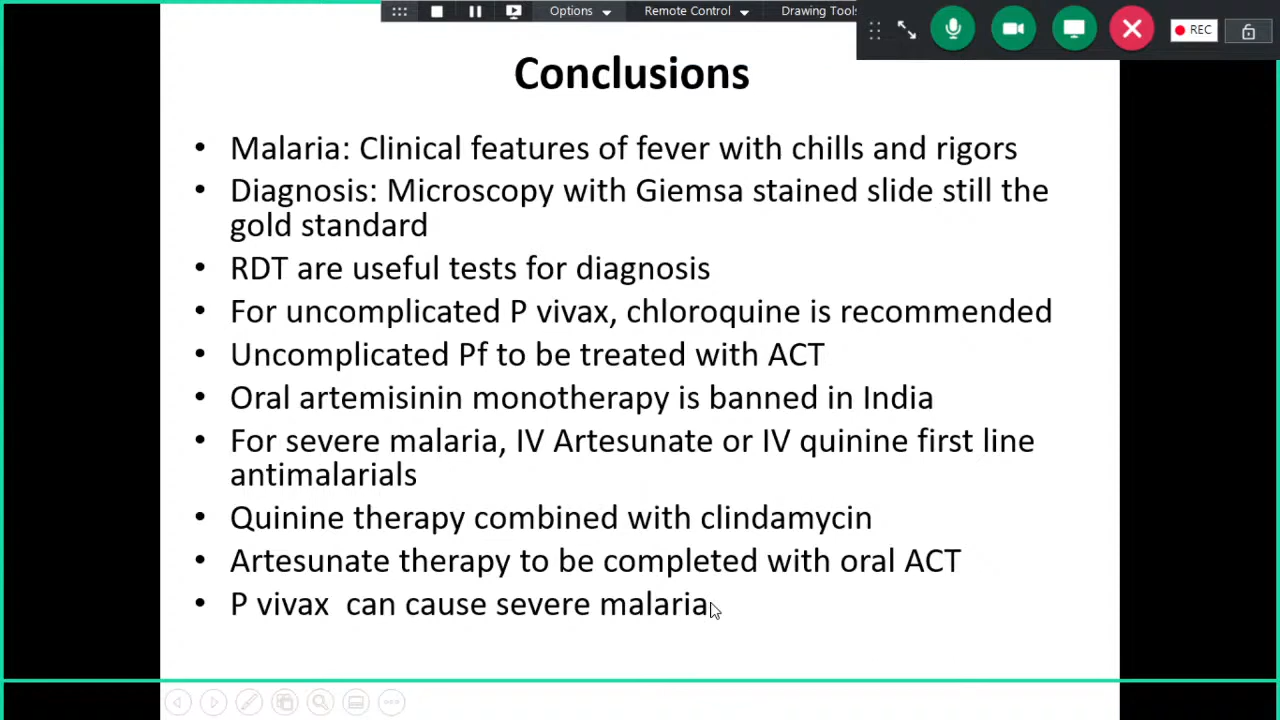 Options Remote Control Drawing Tools
REC
Conclusions
• Malaria: Clinical features of fever with chills and rigors
• Diagnosis: Microscopy with Giemsa stained slide still the
gold standard
• RDT are useful tests for diagnosis
• For uncomplicated P vivax, chloroquine is recommended
• Uncomplicated Pf to be treated with ACT
• Oral artemisinin monotherapy is banned in India
• For severe malaria, IV Artesunate or IV quinine first line
antimalarials
• Quinine therapy combined with clindamycin
• Artesunate therapy to be completed with oral ACT
• P vivax can cause severe malaria